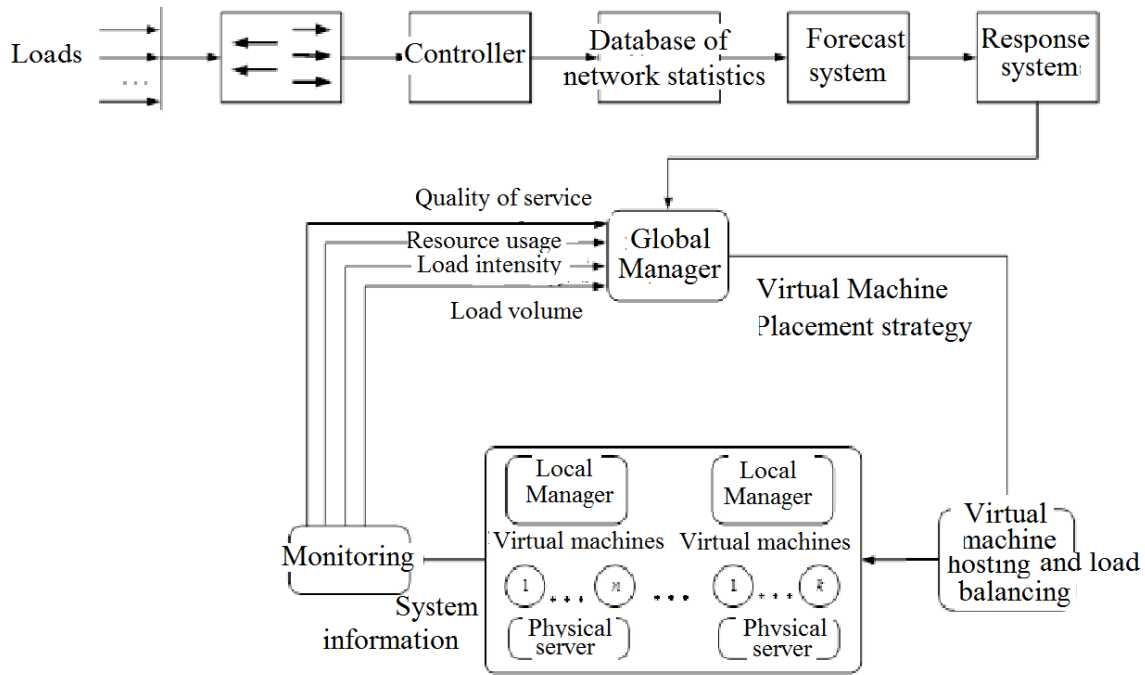 Loads
...
Controller
Database of
network statistics
Forecast
system
Response
system
Quality of service
Resource usage
Load intensity
Load volume
Global
Manager
Virtual Machine
Placement strategy
Local
Manager
Local
Manager
Virtual machines
Virtual machines
1 ... n ... 1 ... k
Physical
server
Physical
server
Monitoring
System
information
Virtual
machine
hosting and load
balancing